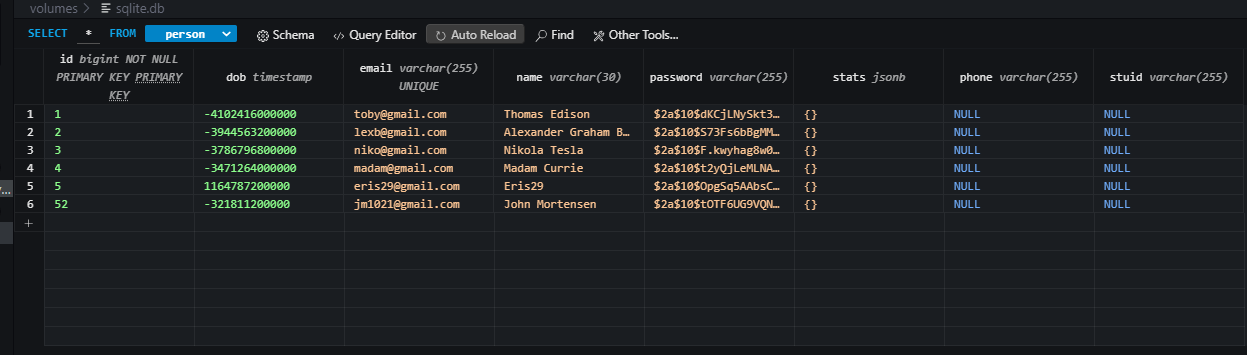 volumes > sqlite.db
SELECT * FROM person Schema Query Editor Auto Reload Find Other Tools...
id bigint NOT NULL PRIMARY KEY PRIMARY KEY dob timestamp email varchar(255) UNIQUE name varchar(30) password varchar(255) stats jsonb phone varchar(255) stuid varchar(255)
1 1 -4102416000000 toby@gmail.com Thomas Edison $2a$10$dKCjLNySkt3… {} NULL NULL
2 2 -3944563200000 lexb@gmail.com Alexander Graham B… $2a$10$S73Fs6bBgMM… {} NULL NULL
3 3 -3786796800000 niko@gmail.com Nikola Tesla $2a$10$F.kwyhag8w0… {} NULL NULL
4 4 -3471264000000 madam@gmail.com Madam Currie $2a$10$t2yQjLeMLNA… {} NULL NULL
5 5 1164787200000 eris29@gmail.com Eris29 $2a$10$OpgSq5AAbsC… {} NULL NULL
6 52 -321811200000 jm1021@gmail.com John Mortensen $2a$10$tOTF6UG9VQN… {} NULL NULL
+